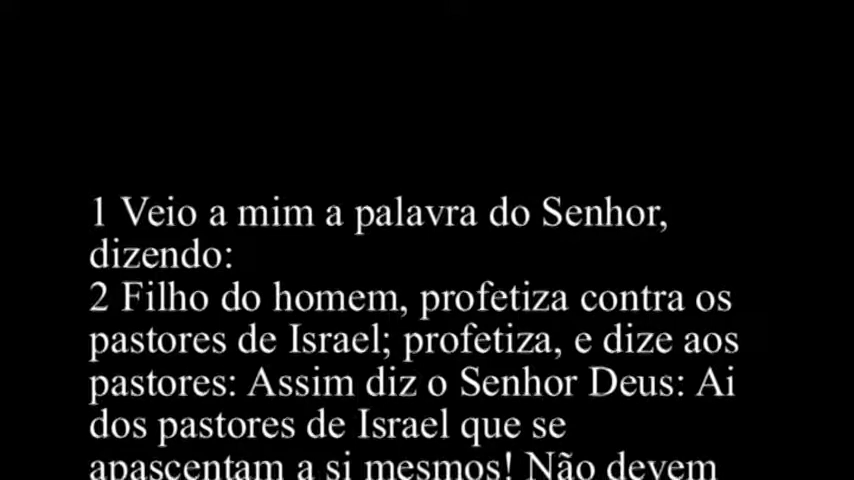 1 Veio a mim a palavra do Senhor,
dizendo:
2 Filho do homem, profetiza contra os
pastores de Israel; profetiza, e dize aos
pastores: Assim diz o Senhor Deus: Ai
dos pastores de Israel que se
apascentam a si mesmos! Não devem